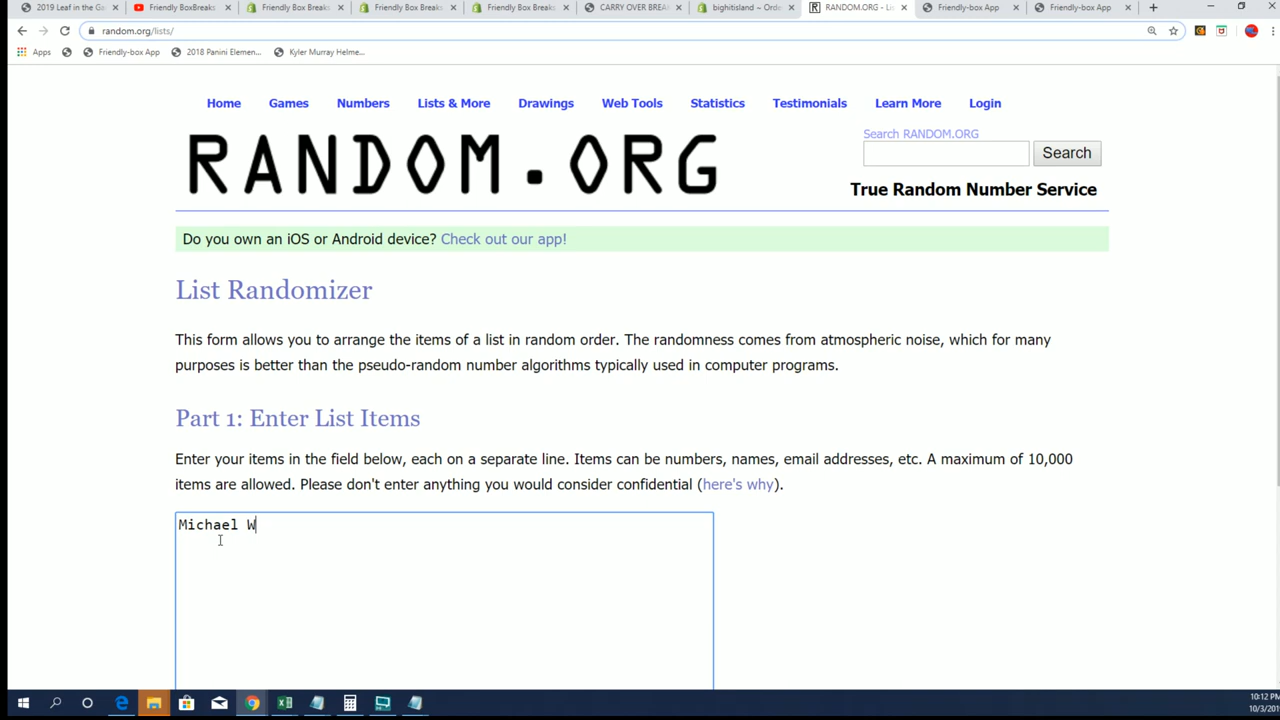 2019 Leaf in the Ga
Friendly BoxBreaks
Friendly Box Breaks
Friendly Box Breaks
Friendly Box Breaks
CARRY OVER BREA
bighitisland ~ Orde
RANDOM.ORG - Li
Friendly-box App
Friendly-box App
random.org/lists/
Apps
Friendly-box App
2018 Panini Elemen...
Kyler Murray Helme...
Home Games Numbers Lists & More Drawings Web Tools Statistics Testimonials Learn More Login
RANDOM.ORG
Search RANDOM.ORG
Search
True Random Number Service
Do you own an iOS or Android device? Check out our app!
List Randomizer
This form allows you to arrange the items of a list in random order. The randomness comes from atmospheric noise, which for many
purposes is better than the pseudo-random number algorithms typically used in computer programs.
Part 1: Enter List Items
Enter your items in the field below, each on a separate line. Items can be numbers, names, email addresses, etc. A maximum of 10,000
items are allowed. Please don't enter anything you would consider confidential (here's why).
Michael W
10:12 PM
10/3/201